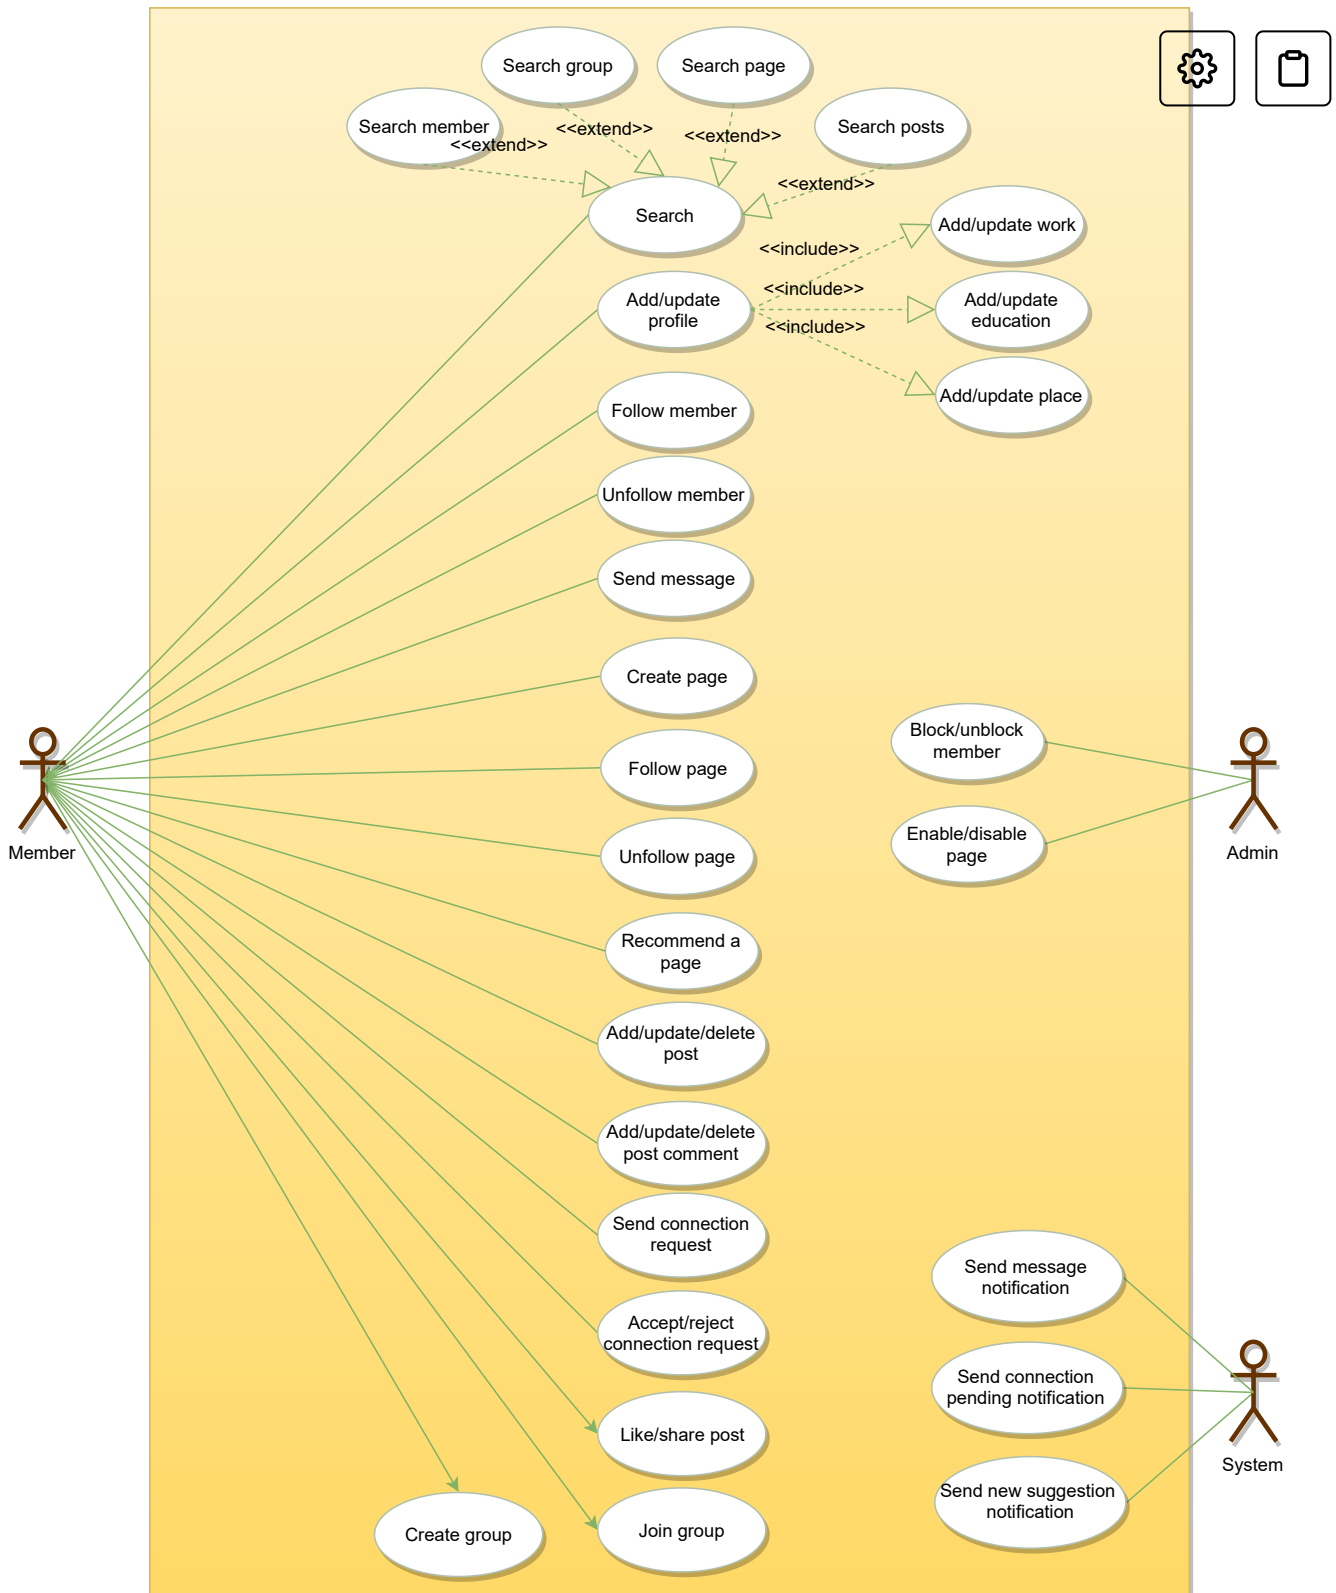 Search group
Search page
Search member
<<extend>>
<<extend>>
<<extend>>
Search posts
<<extend>>
Search
Add/update work
<<include>>
Add/update
profile
<<include>>
Add/update
education
<<include>>
Add/update place
Follow member
Unfollow member
Send message
Create page
Block/unblock
member
Follow page
Enable/disable
page
Member
Admin
Unfollow page
Recommend a
page
Add/update/delete
post
Add/update/delete
post comment
Send connection
request
Send message
notification
Accept/reject
connection request
Send connection
pending notification
Like/share post
System
Send new suggestion
notification
Create group
Join group